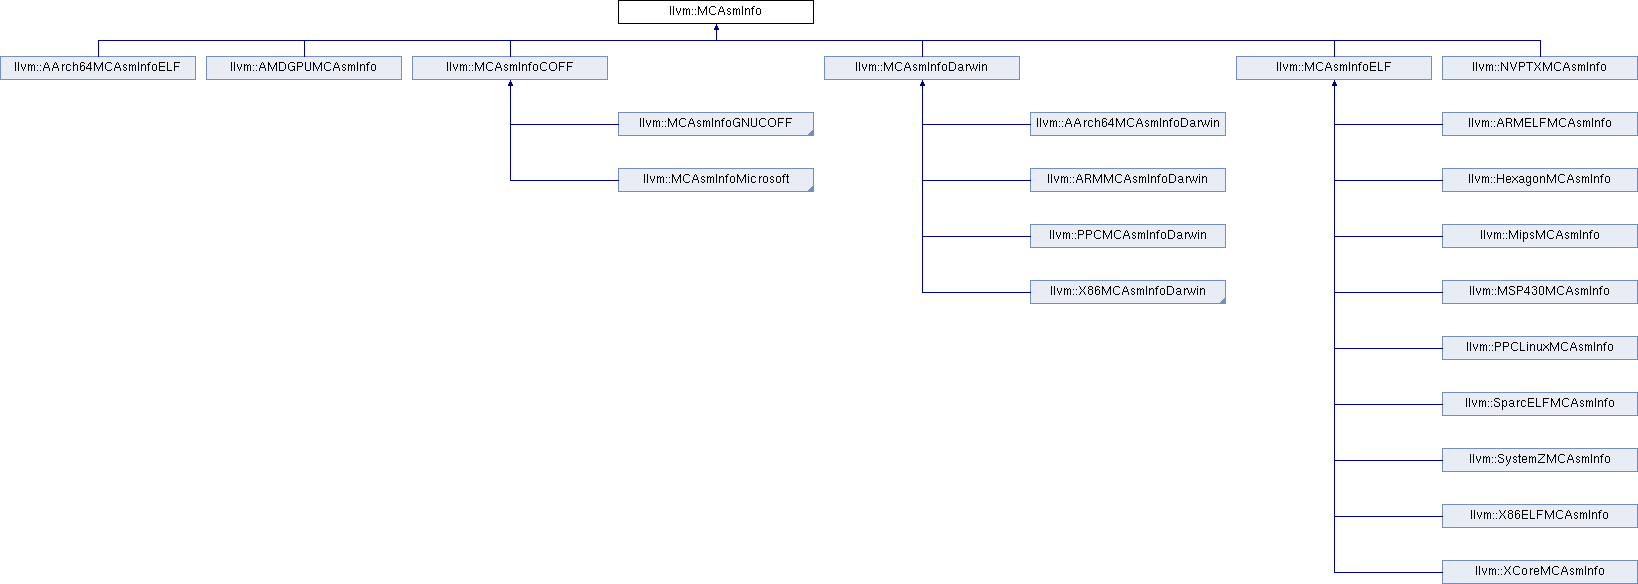 llvm::MCAsmInfo
llvm::AArch64MCAsmInfoELF
llvm::AMDGPUMCAsmInfo
llvm::MCAsmInfoCOFF
llvm::MCAsmInfoDarwin
llvm::MCAsmInfoELF
llvm::NVPTXMCAsmInfo
llvm::MCAsmInfoGNUCOFF
llvm::AArch64MCAsmInfoDarwin
llvm::ARMELFMCAsmInfo
llvm::MCAsmInfoMicrosoft
llvm::ARMMCAsmInfoDarwin
llvm::HexagonMCAsmInfo
llvm::PPCMCAsmInfoDarwin
llvm::MipsMCAsmInfo
llvm::X86MCAsmInfoDarwin
llvm::MSP430MCAsmInfo
llvm::PPCLinuxMCAsmInfo
llvm::SparcELFMCAsmInfo
llvm::SystemZMCAsmInfo
llvm::X86ELFMCAsmInfo
llvm::XCoreMCAsmInfo